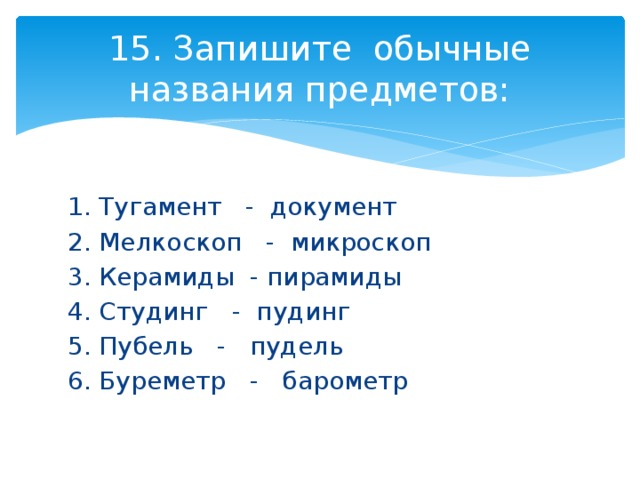 15. Запишите обычные
названия предметов:
1. Тугамент - документ
2. Мелкоскоп - микроскоп
3. Керамиды - пирамиды
4. Студинг - пудинг
5. Пубель - пудель
6. Буреметр - барометр